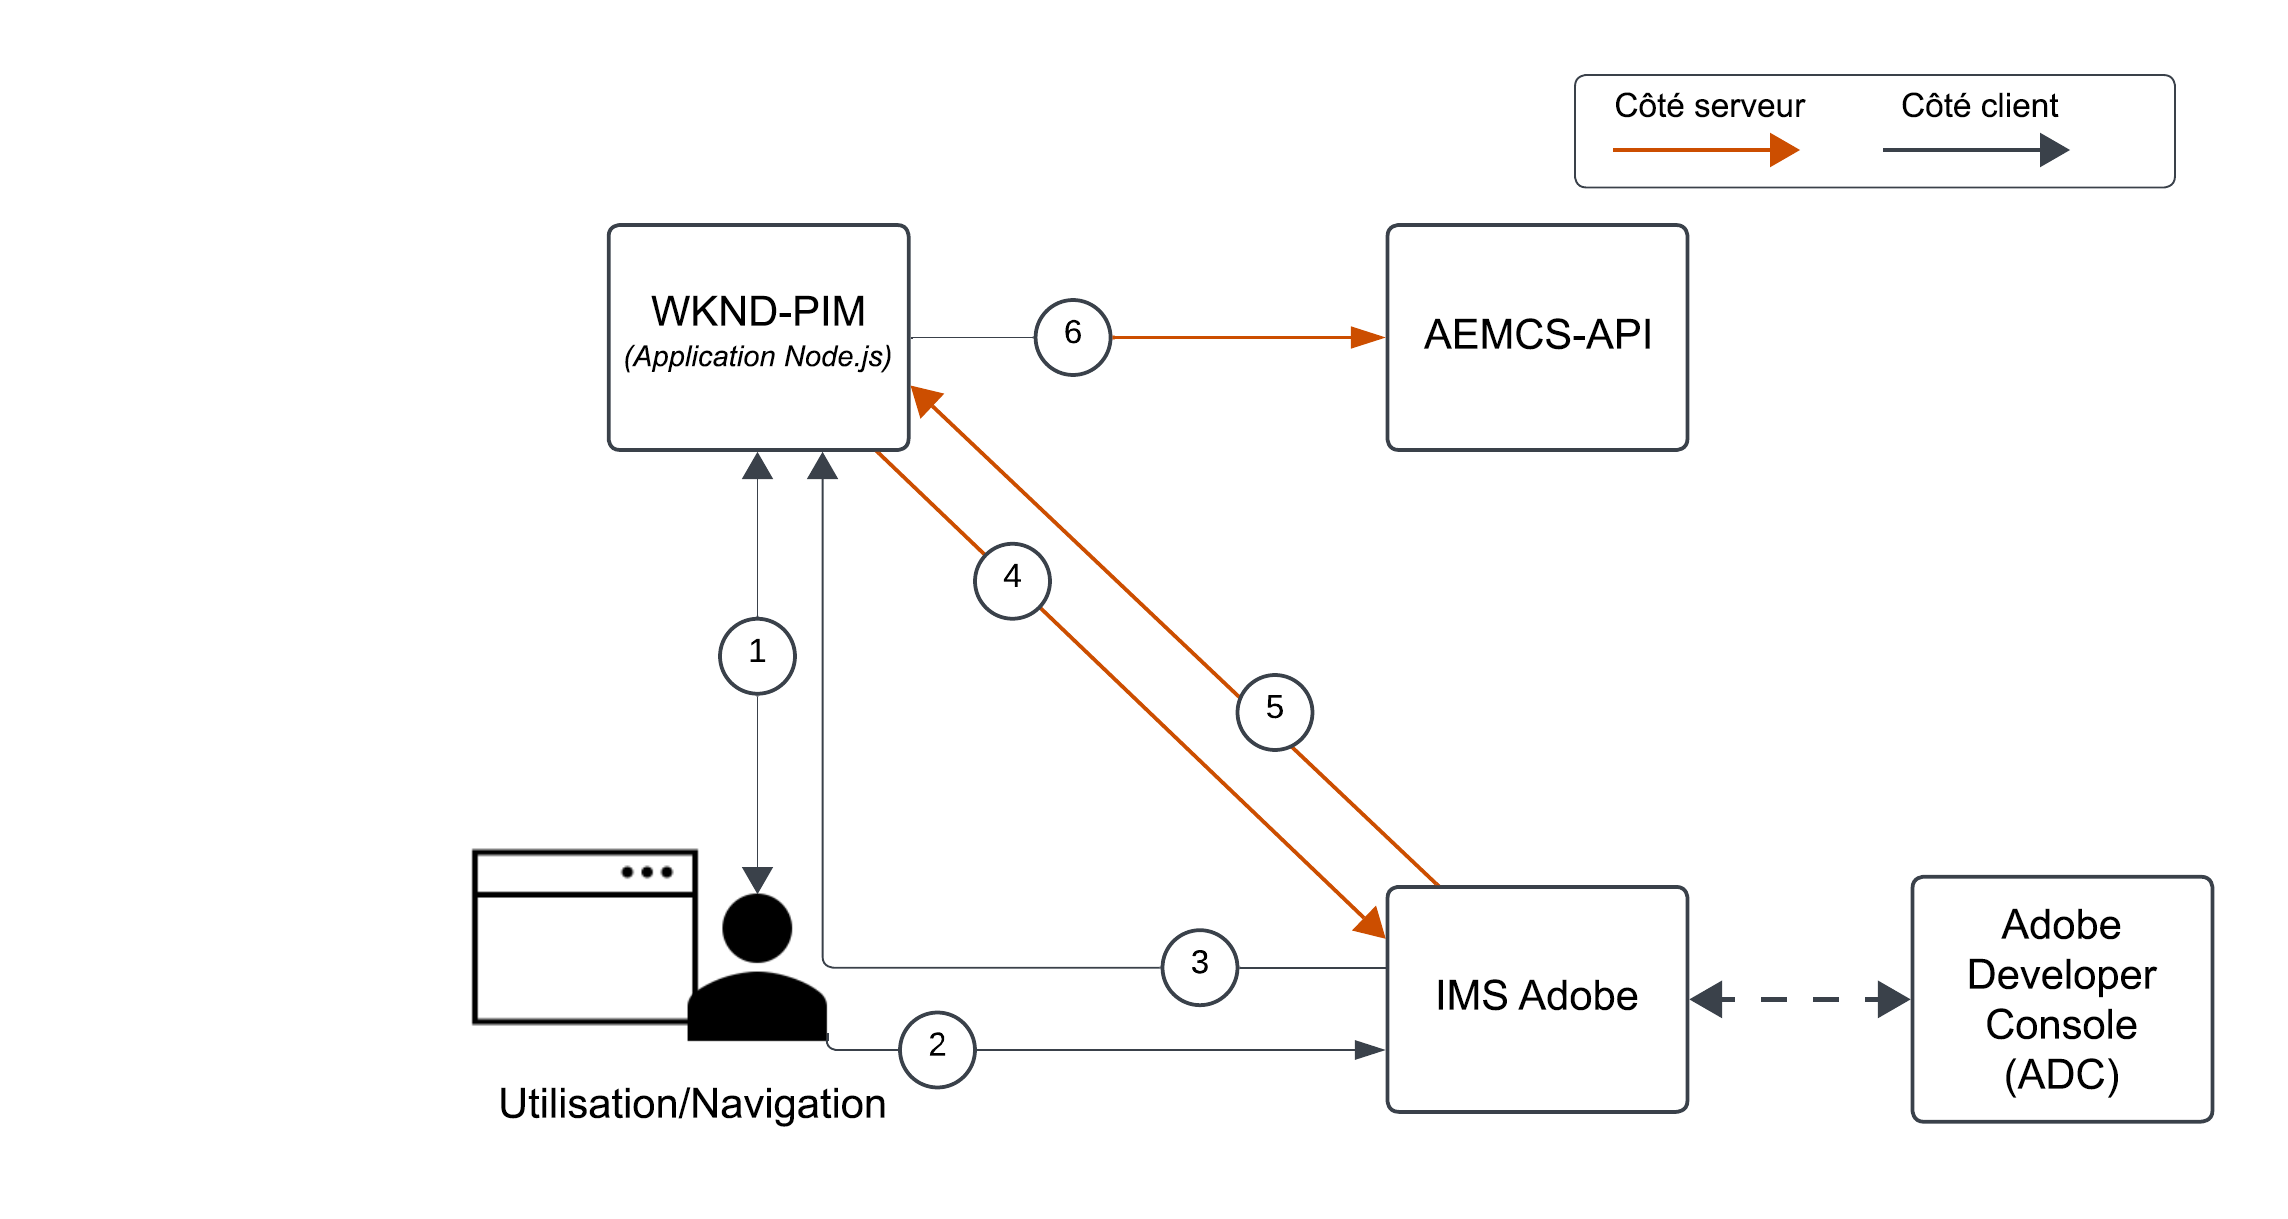 Côté serveur
Côté client
WKND-PIM
(Application Node.js)
6
AEMCS-API
4
1
5
3
2
IMS Adobe
Adobe
Developer
Console
(ADC)
Utilisation/Navigation